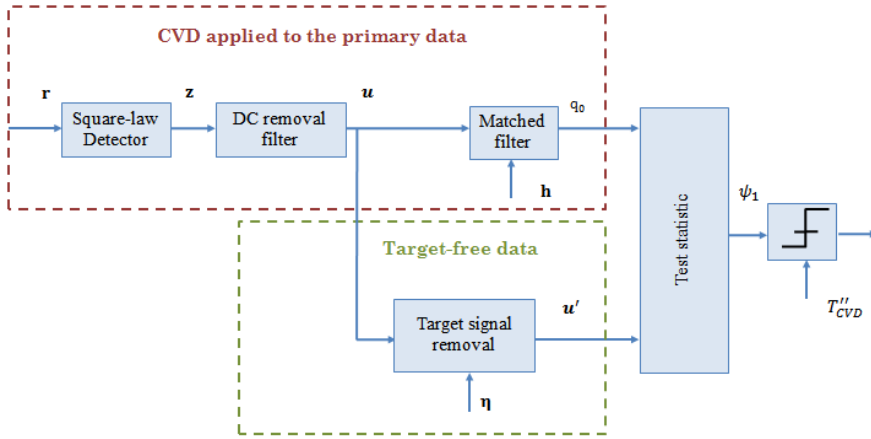 CVD applied to the primary data
r
z
u
q₀
Square-law
Detector
DC removal
filter
Matched
filter
h
Test statistic
ψ₁
T''CVD
Target-free data
Target signal
removal
u'
η